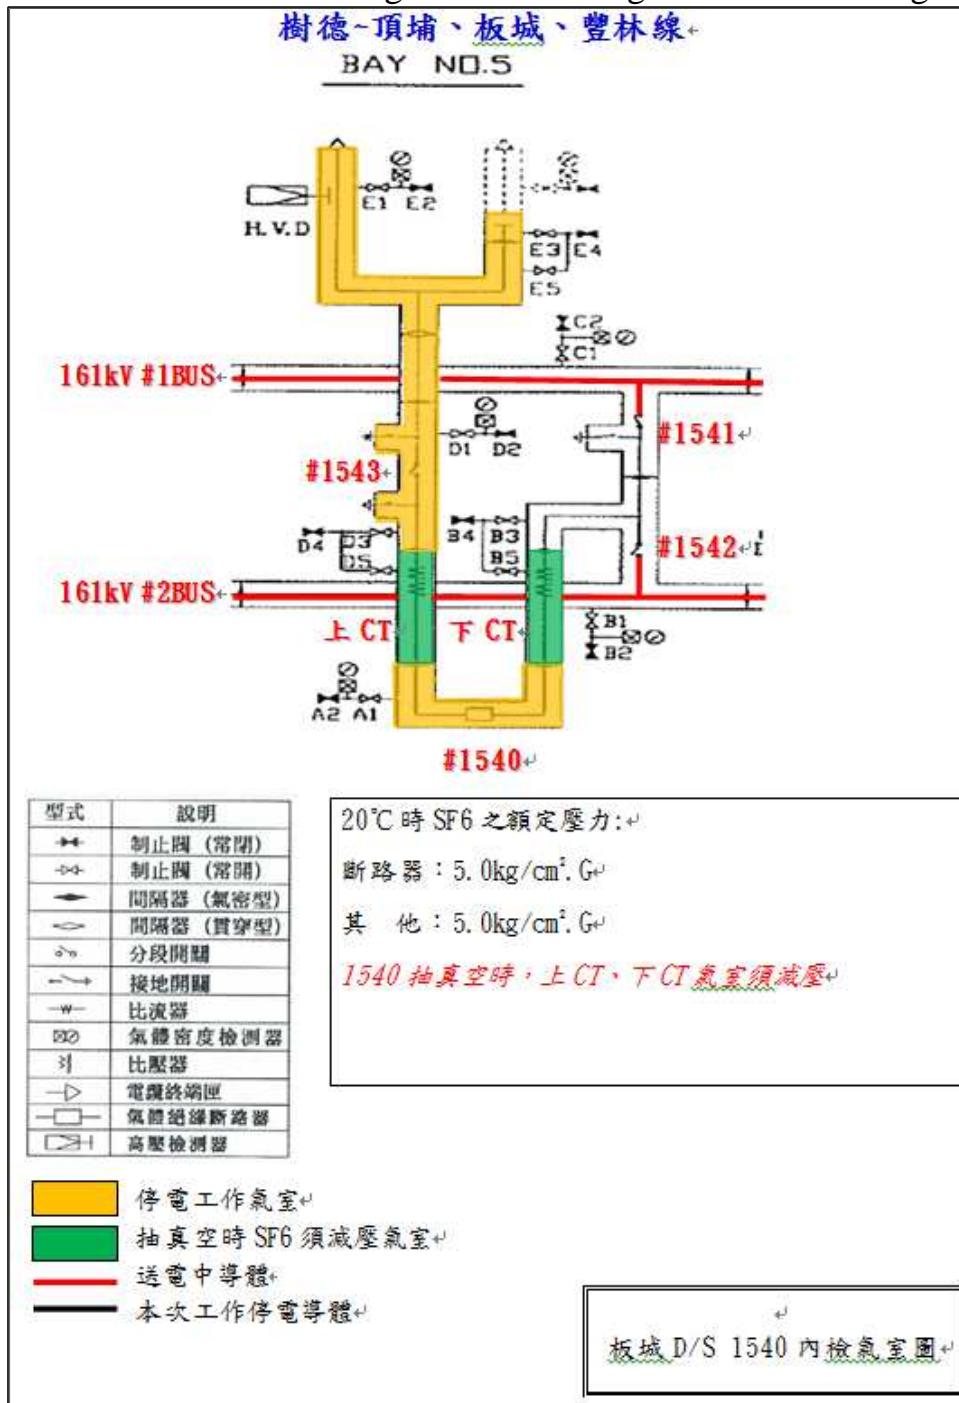 樹德~頂埔、板城、豐林線
BAY NO.5
E1 E2
H.V.D
E3 E4
E5
C2
C1
161kV #1BUS
#1541
D1 D2
#1543
D4 D3
D5
B4 B3
B5
#1542
161kV #2BUS
上 CT
下 CT
B1
B2
A2 A1
#1540
型式 說明
制止閥 (常閉)
制止閥 (常開)
間隔器 (氣密型)
間隔器 (貫穿型)
分段開關
接地開關
比流器
氣體密度檢測器
比壓器
電纜終端匣
氣體絕緣斷路器
高壓檢測器
20℃時 SF6 之額定壓力:
斷路器：5.0kg/cm².G
其 他：5.0kg/cm².G
1540 抽真空時，上 CT、下 CT 氣室須減壓
停電工作氣室
抽真空時 SF6 須減壓氣室
送電中導體
本次工作停電導體
板城 D/S 1540 內檢氣室圖